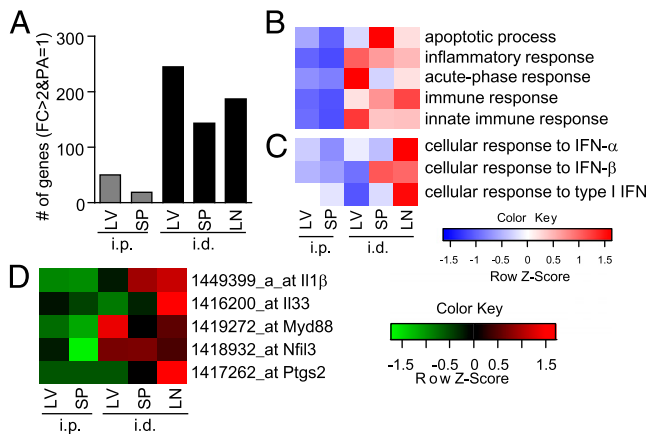 A
# of genes (FC>2&PA=1)
300
200
100
0
LV
SP
LV
SP
LN
i.p.
i.d.
B
apoptotic process
inflammatory response
acute-phase response
immune response
innate immune response
C
cellular response to IFN-α
cellular response to IFN-β
cellular response to type I IFN
LV
SP
LV
SP
LN
i.p.
i.d.
Color Key
-1.5
-1
-0.5
0
0.5
1
1.5
Row Z-Score
D
1449399_a_at Il1β
1416200_at Il33
1419272_at Myd88
1418932_at Nfil3
1417262_at Ptgs2
LV
SP
LV
SP
LN
i.p.
i.d.
Color Key
-1.5
-0.5
0.5
1.5
Row Z-Score